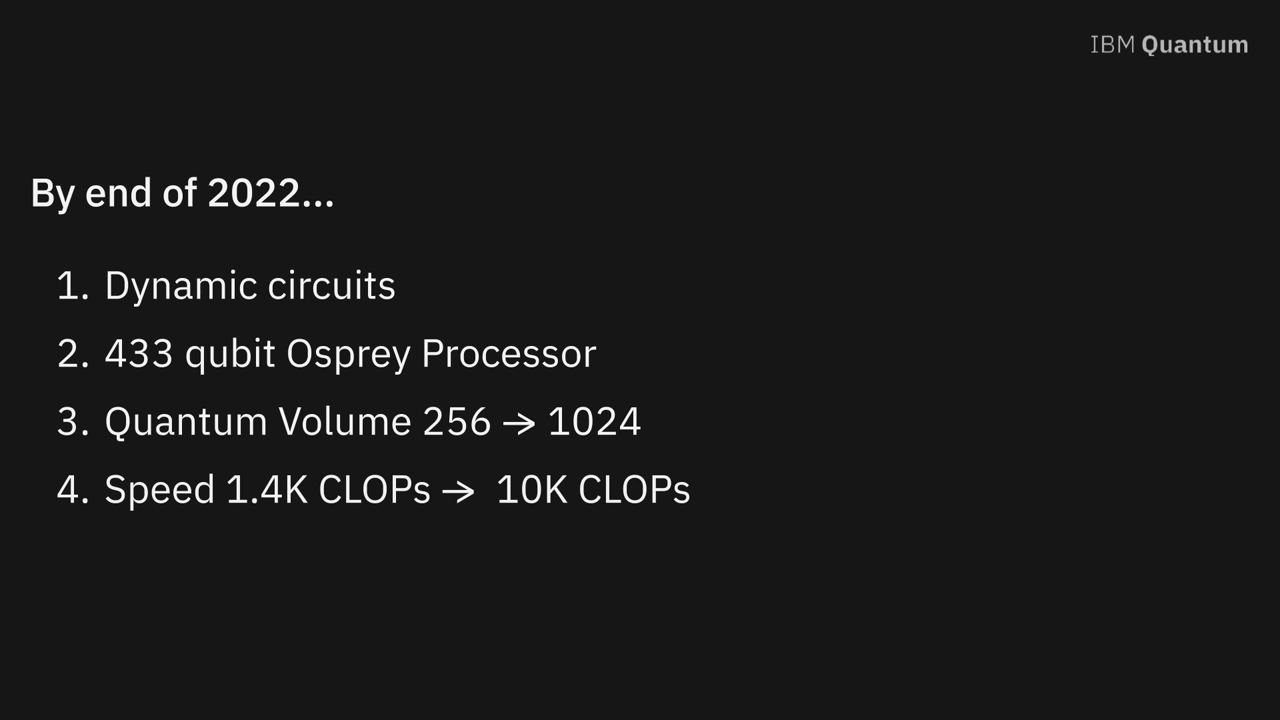 IBM Quantum
By end of 2022...
1. Dynamic circuits
2. 433 qubit Osprey Processor
3. Quantum Volume 256 → 1024
4. Speed 1.4K CLOPs → 10K CLOPs